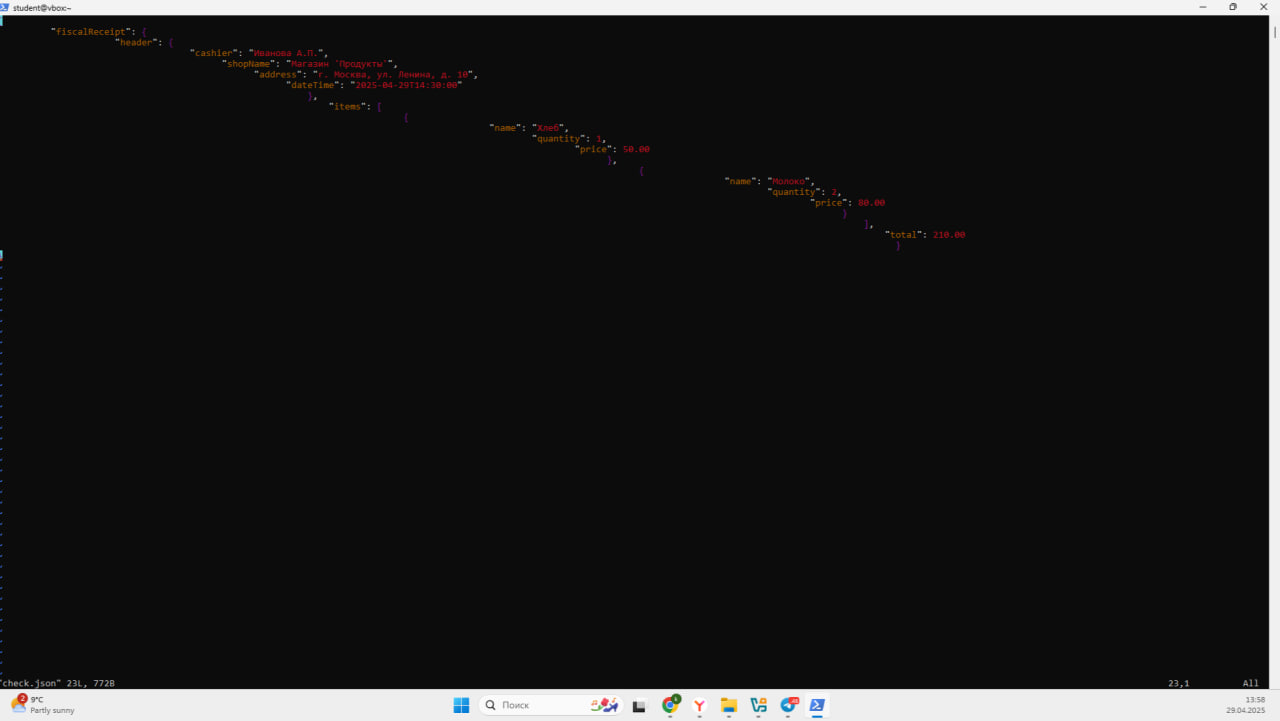 student@vbox:~
"fiscalReceipt": {
"header": {
"cashier": "Иванова А.П.",
"shopName": "Магазин 'Продукты'",
"address": "г. Москва, ул. Ленина, д. 10",
"dateTime": "2025-04-29T14:30:00"
},
"items": [
{
"name": "Хлеб",
"quantity": 1,
"price": 50.00
},
{
"name": "Молоко",
"quantity": 2,
"price": 80.00
}
],
"total": 210.00
}
~
"check.json" 23L, 772B 23,1 All
2
9°C
Partly sunny
Поиск
13:58
29.04.2025